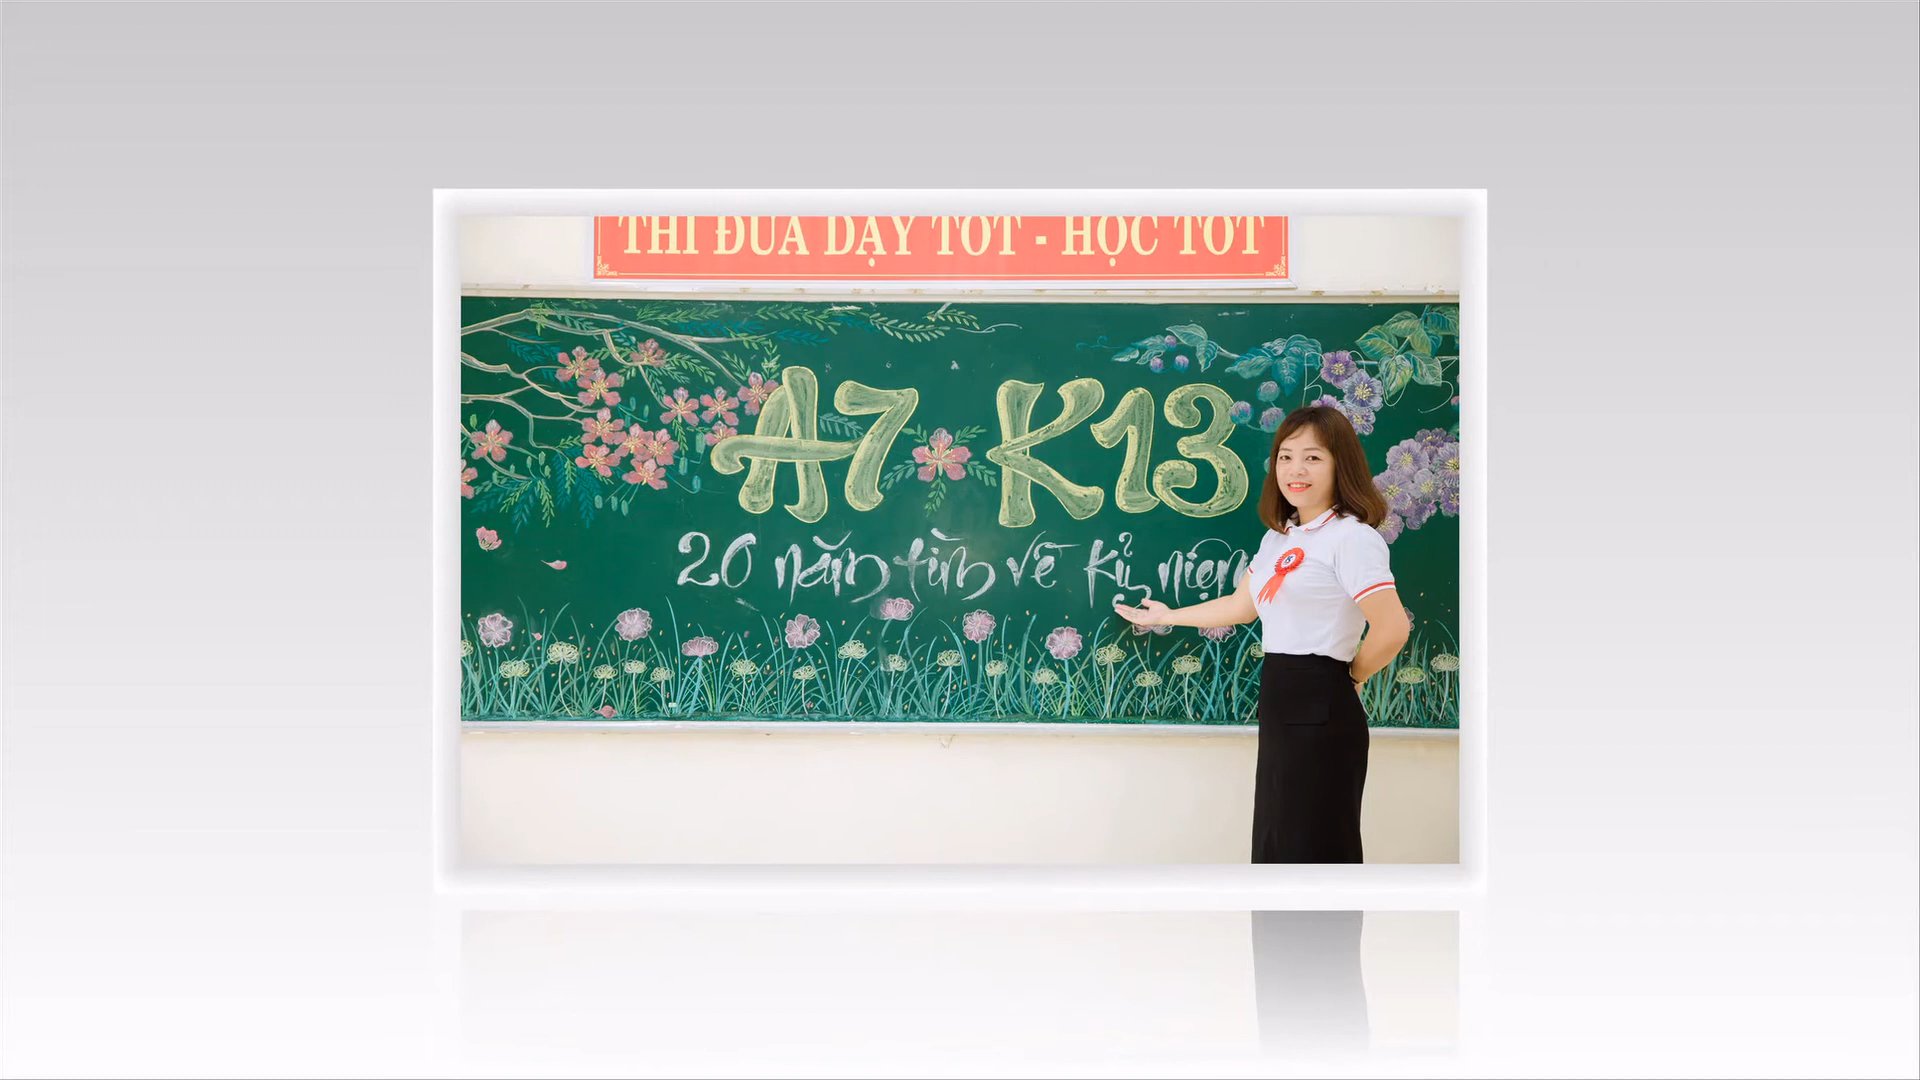 THI ĐUA DẠY TỐT - HỌC TỐT
A7 K13
20 năm tìm về kỷ niệm